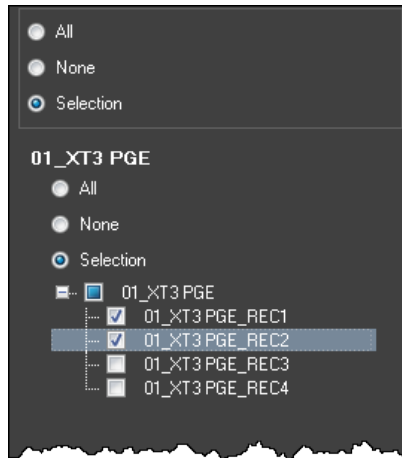 All
None
Selection
01_XT3 PGE
All
None
Selection
01_XT3 PGE
01_XT3 PGE_REC1
01_XT3 PGE_REC2
01_XT3 PGE_REC3
01_XT3 PGE_REC4